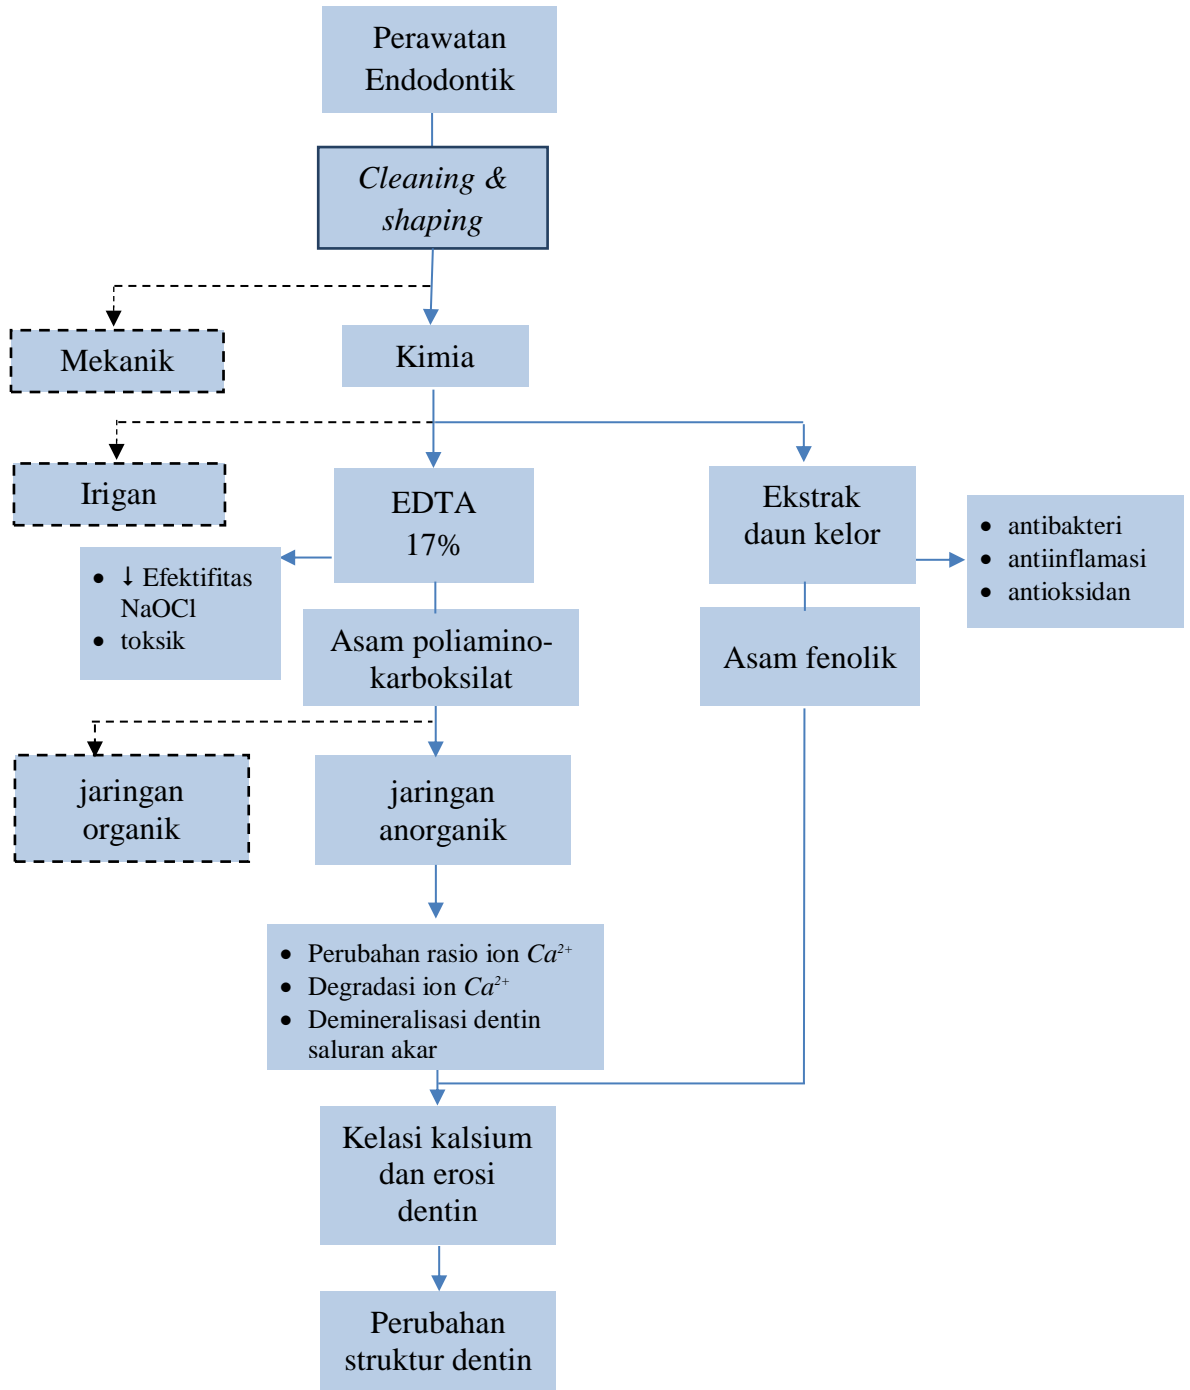 Perawatan
Endodontik
Cleaning &
shaping
Mekanik
Kimia
Irigan
EDTA
17%
Ekstrak
daun kelor
• antibakteri
• antiinflamasi
• antioksidan
• ↓ Efektifitas
NaOCl
• toksik
Asam poliamino-
karboksilat
Asam fenolik
jaringan
organik
jaringan
anorganik
• Perubahan rasio ion Ca²⁺
• Degradasi ion Ca²⁺
• Demineralisasi dentin
saluran akar
Kelasi kalsium
dan erosi
dentin
Perubahan
struktur dentin